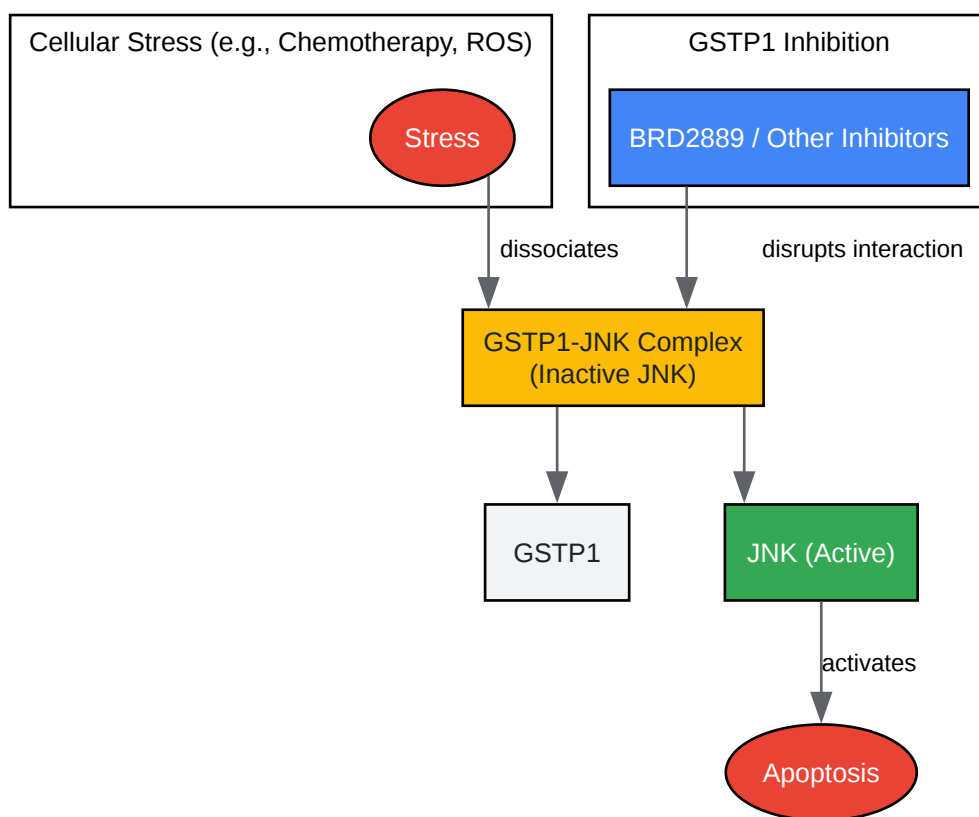 Cellular Stress (e.g., Chemotherapy, ROS)
GSTP1 Inhibition
Stress
BRD2889 / Other Inhibitors
dissociates
disrupts interaction
GSTP1-JNK Complex
(Inactive JNK)
GSTP1
JNK (Active)
activates
Apoptosis